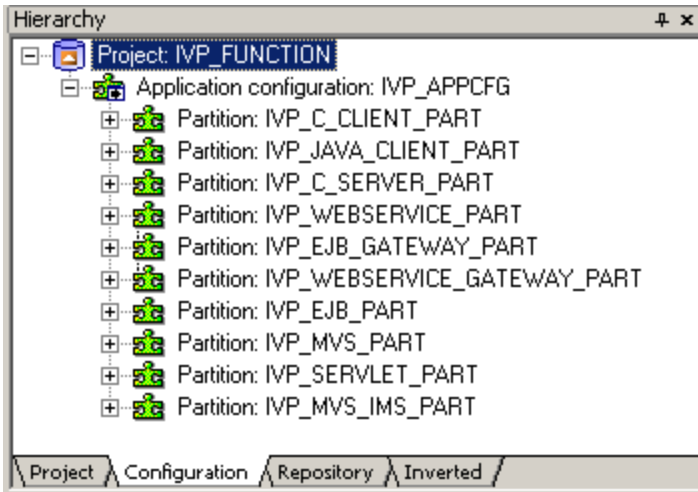 Hierarchy
Project: IVP_FUNCTION
Application configuration: IVP_APPCFG
Partition: IVP_C_CLIENT_PART
Partition: IVP_JAVA_CLIENT_PART
Partition: IVP_C_SERVER_PART
Partition: IVP_WEBSERVICE_PART
Partition: IVP_EJB_GATEWAY_PART
Partition: IVP_WEBSERVICE_GATEWAY_PART
Partition: IVP_EJB_PART
Partition: IVP_MVS_PART
Partition: IVP_SERVLET_PART
Partition: IVP_MVS_IMS_PART
Project Configuration Repository Inverted